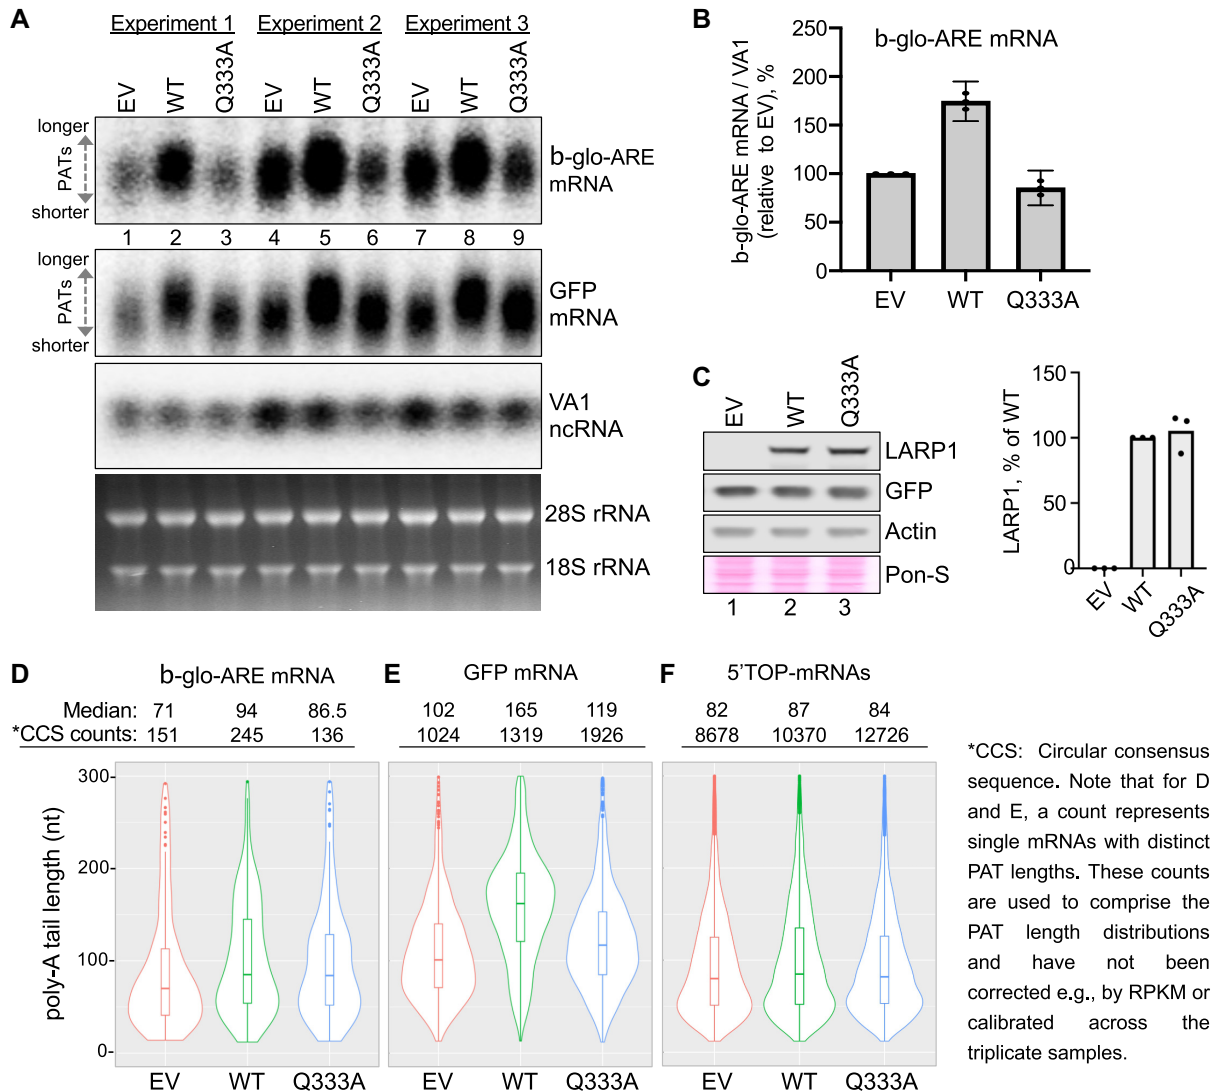 A
Experiment 1 Experiment 2 Experiment 3
EV WT Q333A EV WT Q333A EV WT Q333A
longer
PATs
shorter
b-glo-ARE
mRNA
1 2 3 4 5 6 7 8 9
longer
PATs
shorter
GFP
mRNA
VA1
ncRNA
28S rRNA
18S rRNA
B
b-glo-ARE mRNA
b-glo-ARE mRNA / VA1
(relative to EV), %
250
200
150
100
50
0
EV WT Q333A
C
EV WT Q333A
LARP1
GFP
Actin
Pon-S
1 2 3
LARP1, % of WT
150
100
50
0
EV WT Q333A
D b-glo-ARE mRNA
Median: 71 94 86.5
*CCS counts: 151 245 136
E GFP mRNA
102 165 119
1024 1319 1926
F 5'TOP-mRNAs
82 87 84
8678 10370 12726
poly-A tail length (nt)
300
200
100
0
EV WT Q333A
EV WT Q333A
EV WT Q333A
*CCS: Circular consensus
sequence. Note that for D
and E, a count represents
single mRNAs with distinct
PAT lengths. These counts
are used to comprise the
PAT length distributions
and have not been
corrected e.g., by RPKM or
calibrated across the
triplicate samples.